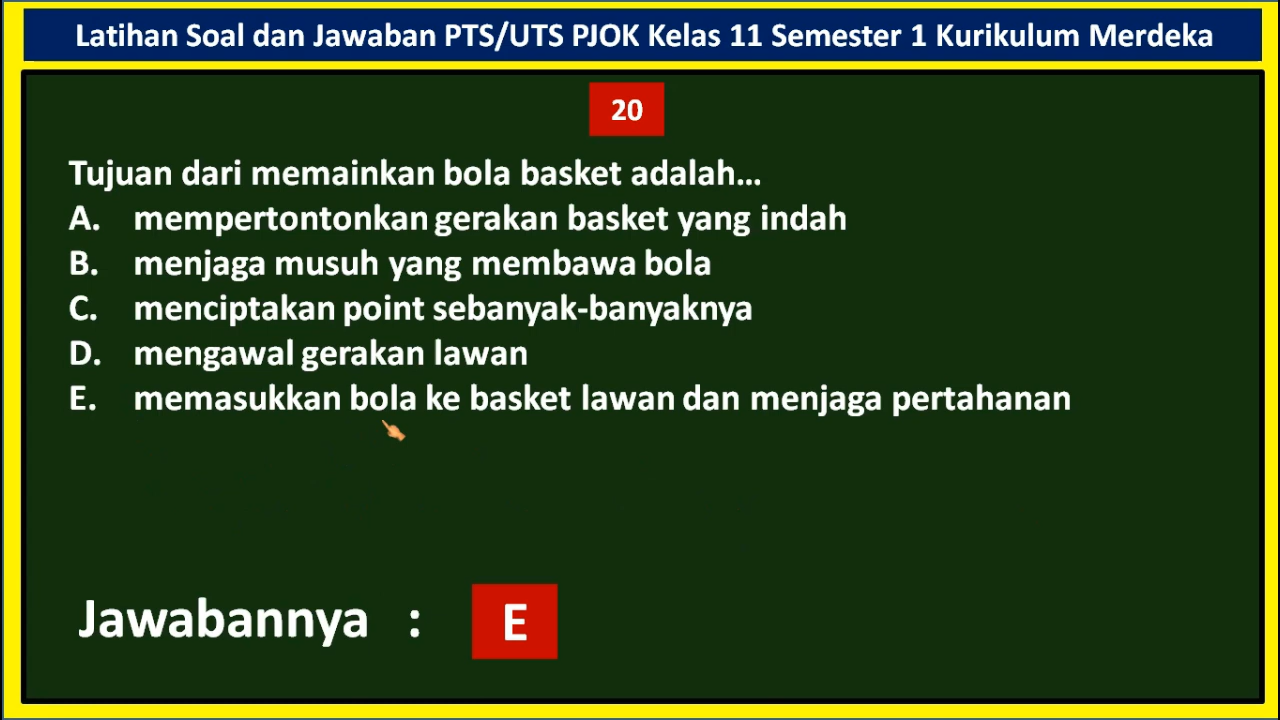 Latihan Soal dan Jawaban PTS/UTS PJOK Kelas 11 Semester 1 Kurikulum Merdeka
20
Tujuan dari memainkan bola basket adalah...
A. mempertontonkan gerakan basket yang indah
B. menjaga musuh yang membawa bola
C. menciptakan point sebanyak-banyaknya
D. mengawal gerakan lawan
E. memasukkan bola ke basket lawan dan menjaga pertahanan
Jawabannya : E